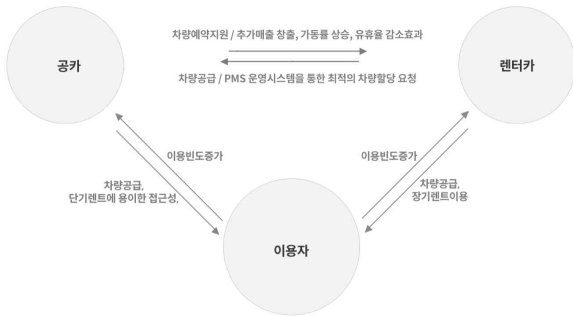 차량예약지원 / 추가매출 창출, 가동률 상승, 유휴율 감소효과
공카
렌터카
차량공급 / PMS 운영시스템을 통한 최적의 차량할당 요청
이용빈도증가
이용빈도증가
차량공급,
단기렌트에 용이한 접근성,
차량공급,
장기렌트이용
이용자